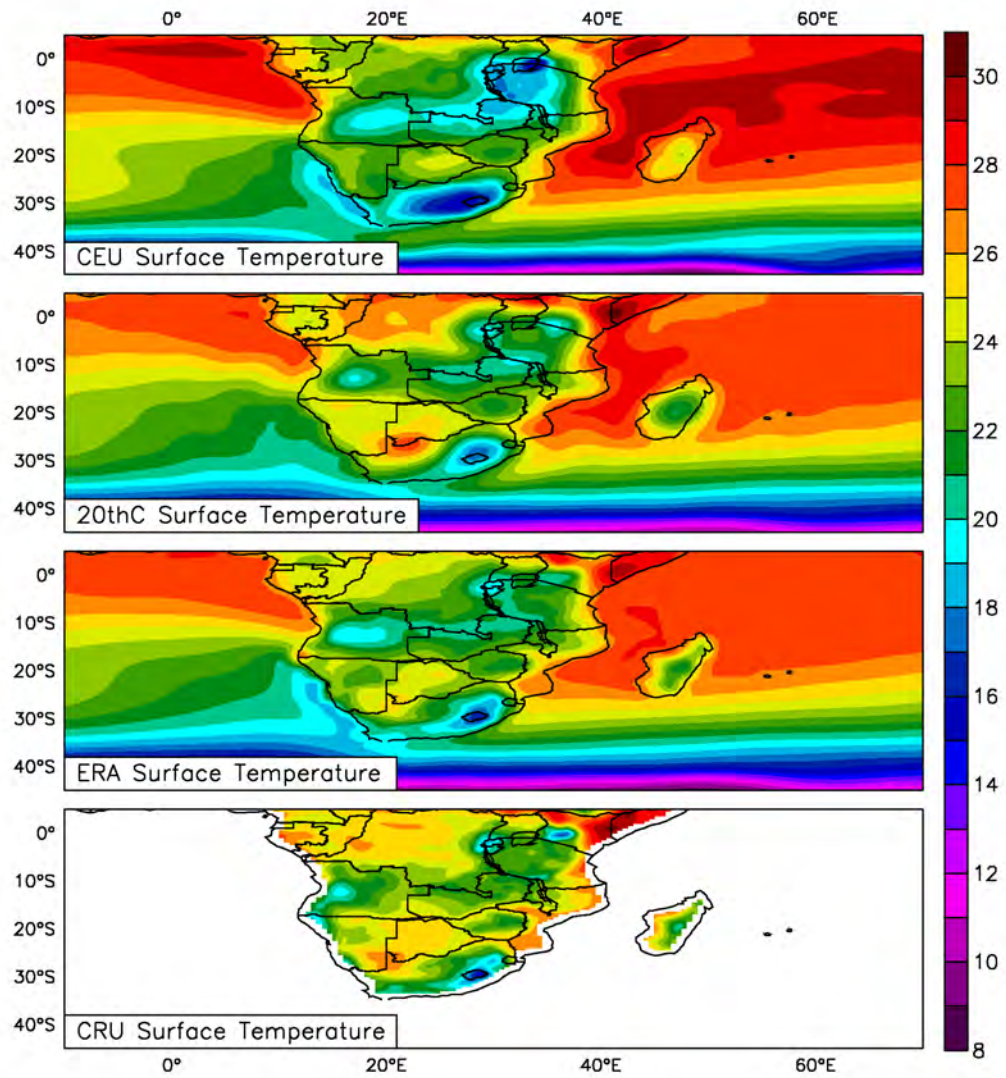 0° 20°E 40°E 60°E
0°
10°S
20°S
30°S
40°S
CEU Surface Temperature
0°
10°S
20°S
30°S
40°S
20thC Surface Temperature
0°
10°S
20°S
30°S
40°S
ERA Surface Temperature
0°
10°S
20°S
30°S
40°S
CRU Surface Temperature
0° 20°E 40°E 60°E
30
28
26
24
22
20
18
16
14
12
10
8